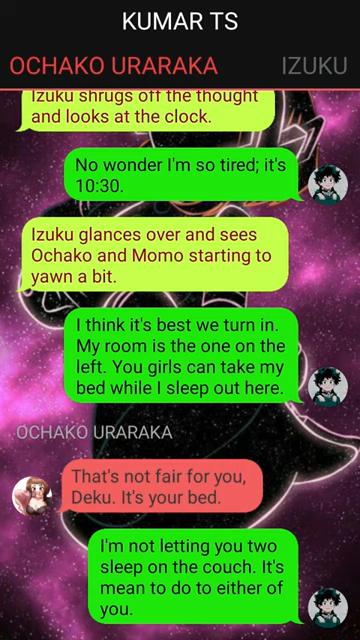 KUMAR TS
OCHAKO URARAKA
IZUKU
Izuku shrugs off the thought
and looks at the clock.
No wonder I'm so tired; it's
10:30.
Izuku glances over and sees
Ochako and Momo starting to
yawn a bit.
I think it's best we turn in.
My room is the one on the
left. You girls can take my
bed while I sleep out here.
OCHAKO URARAKA
That's not fair for you,
Deku. It's your bed.
I'm not letting you two
sleep on the couch. It's
mean to do to either of
you.